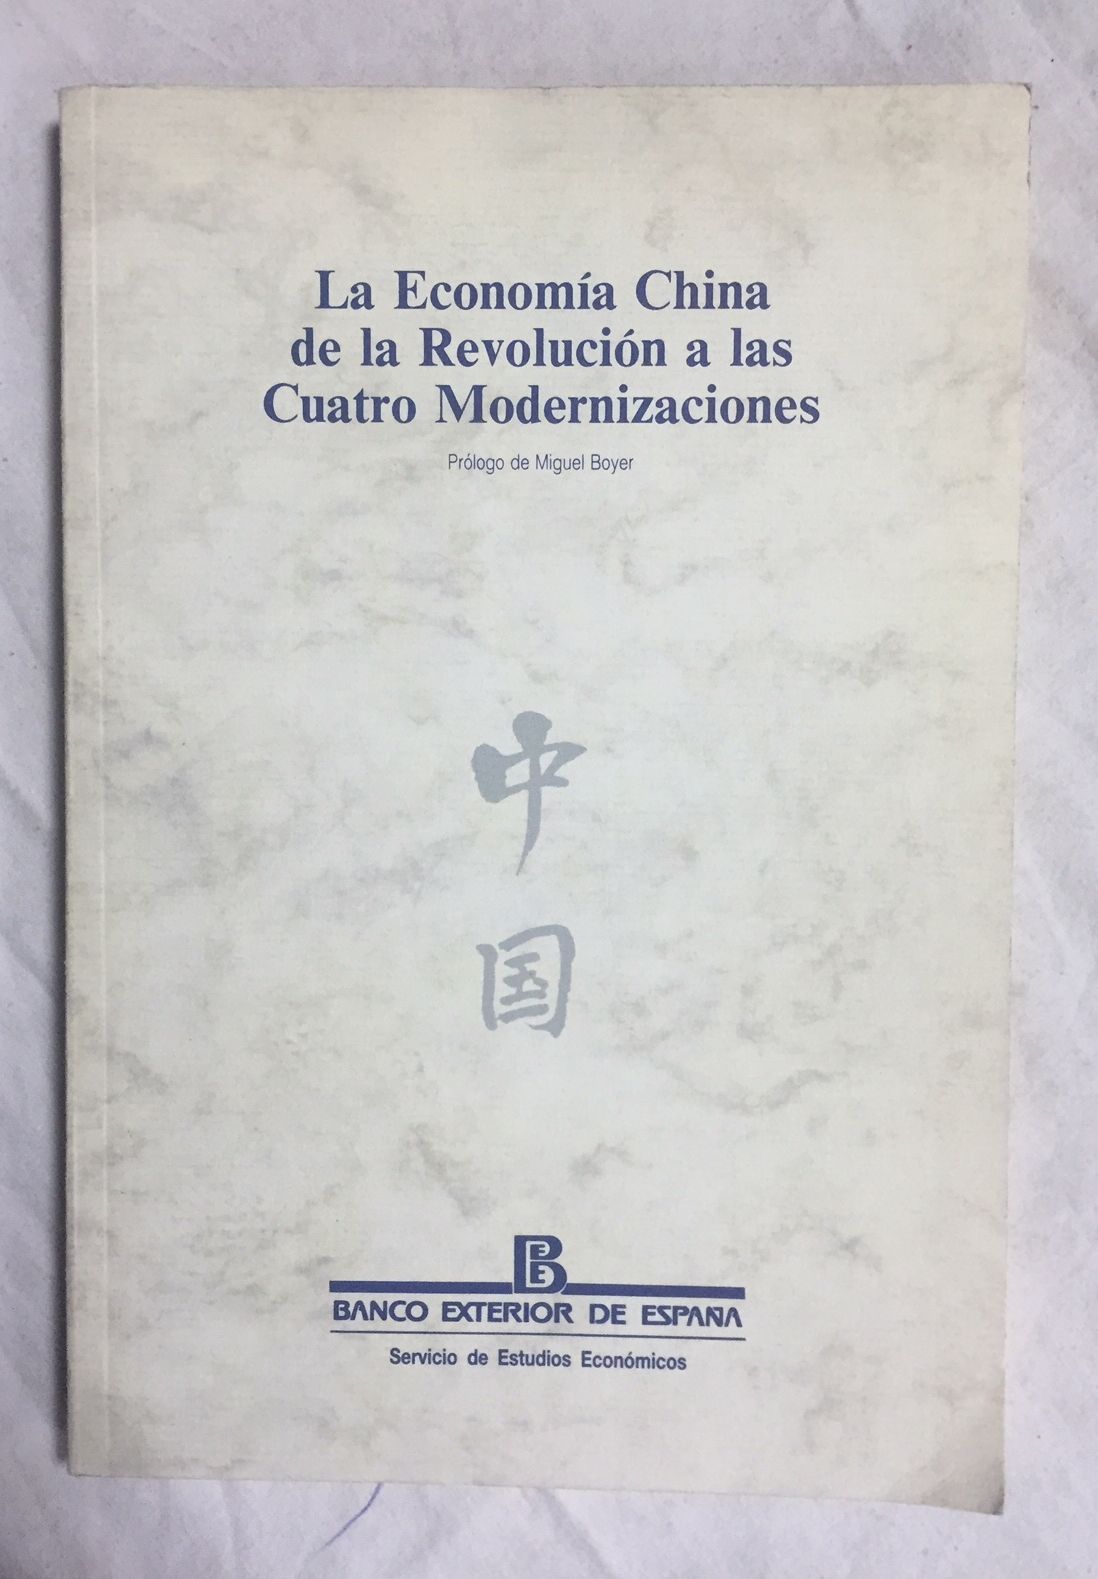 La Economía China
de la Revolución a las
Cuatro Modernizaciones
Prólogo de Miguel Boyer
中
国
BEE
BANCO EXTERIOR DE ESPAÑA
Servicio de Estudios Económicos